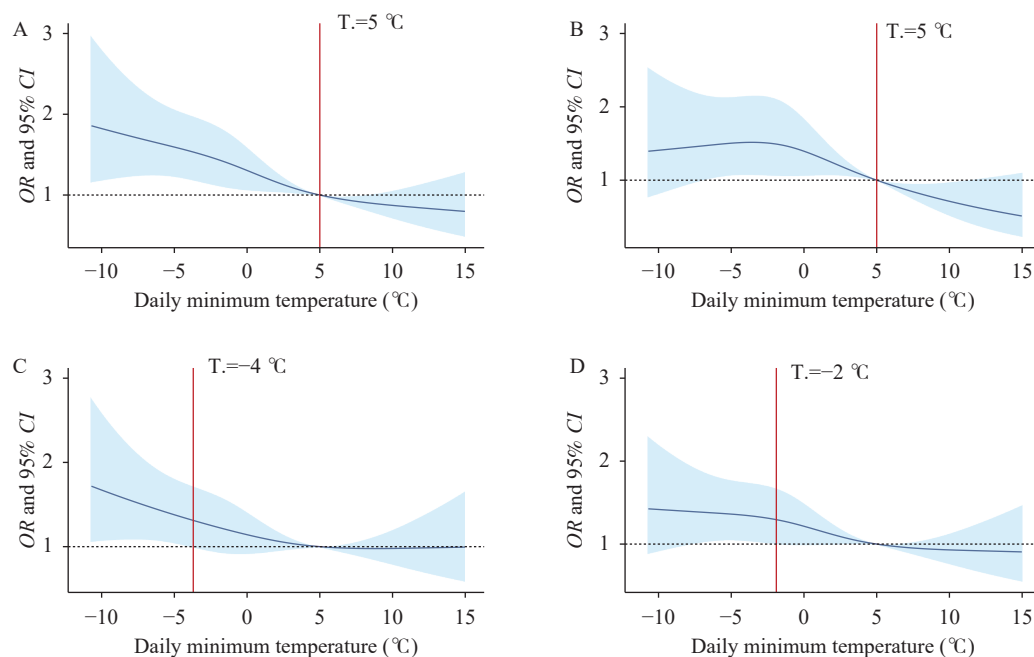 A
T.=5 ℃
3
2
1
OR and 95% CI
−10 −5 0 5 10 15
Daily minimum temperature (℃)
B
T.=5 ℃
3
2
1
OR and 95% CI
−10 −5 0 5 10 15
Daily minimum temperature (℃)
C
T.=−4 ℃
3
2
1
OR and 95% CI
−10 −5 0 5 10 15
Daily minimum temperature (℃)
D
T.=−2 ℃
3
2
1
OR and 95% CI
−10 −5 0 5 10 15
Daily minimum temperature (℃)